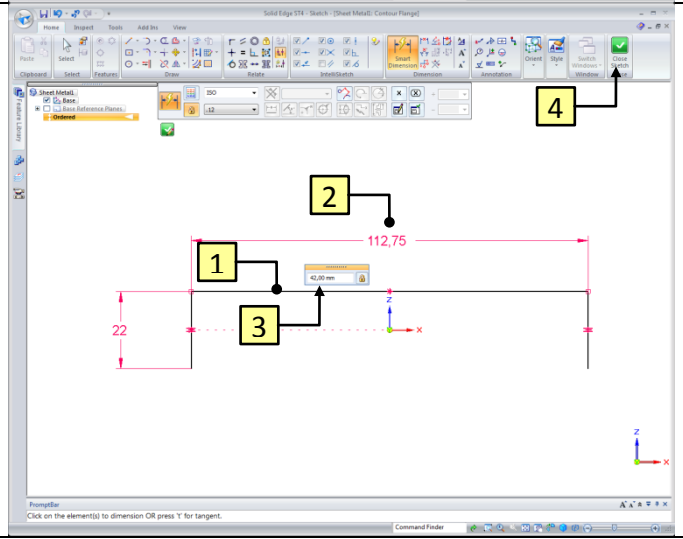 Solid Edge ST4 - Sketch - [Sheet Metal1: Contour Flange]
Home Inspect Tools Add Ins View
Paste
Select
Smart
Dimension
Orient
Style
Switch
Windows
Close
Sketch
Clipboard Select Features Draw Relate IntelliSketch Dimension Annotation Window
Feature Library
Sheet Metal1
Base
Base Reference Planes
Ordered
ISO
.12
4
2
112,75
1
42,00 mm
3
22
Z
X
Z
X
PromptBar
Click on the element(s) to dimension OR press 't' for tangent.
Command Finder